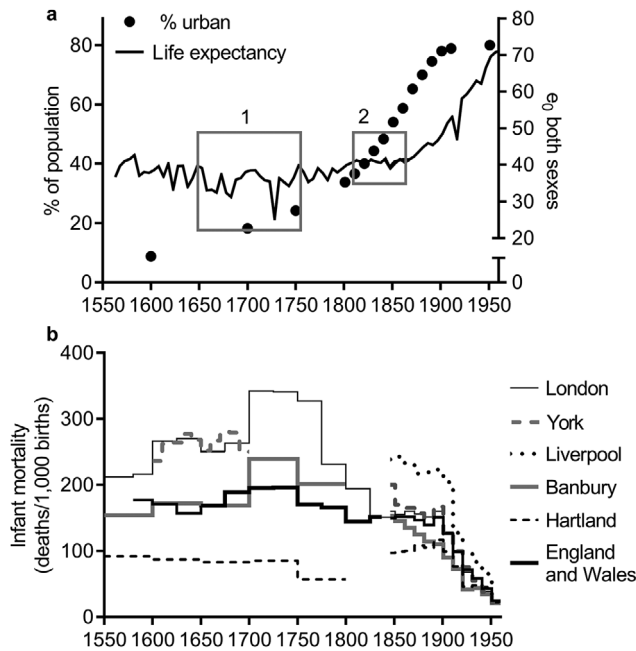 a
% urban
Life expectancy
% of population
80
60
40
20
0
1
2
80
70
60
50
40
30
20
0
e0 both sexes
1550 1600 1650 1700 1750 1800 1850 1900 1950
b
Infant mortality
(deaths/1,000 births)
400
300
200
100
0
London
York
Liverpool
Banbury
Hartland
England
and Wales
1550 1600 1650 1700 1750 1800 1850 1900 1950